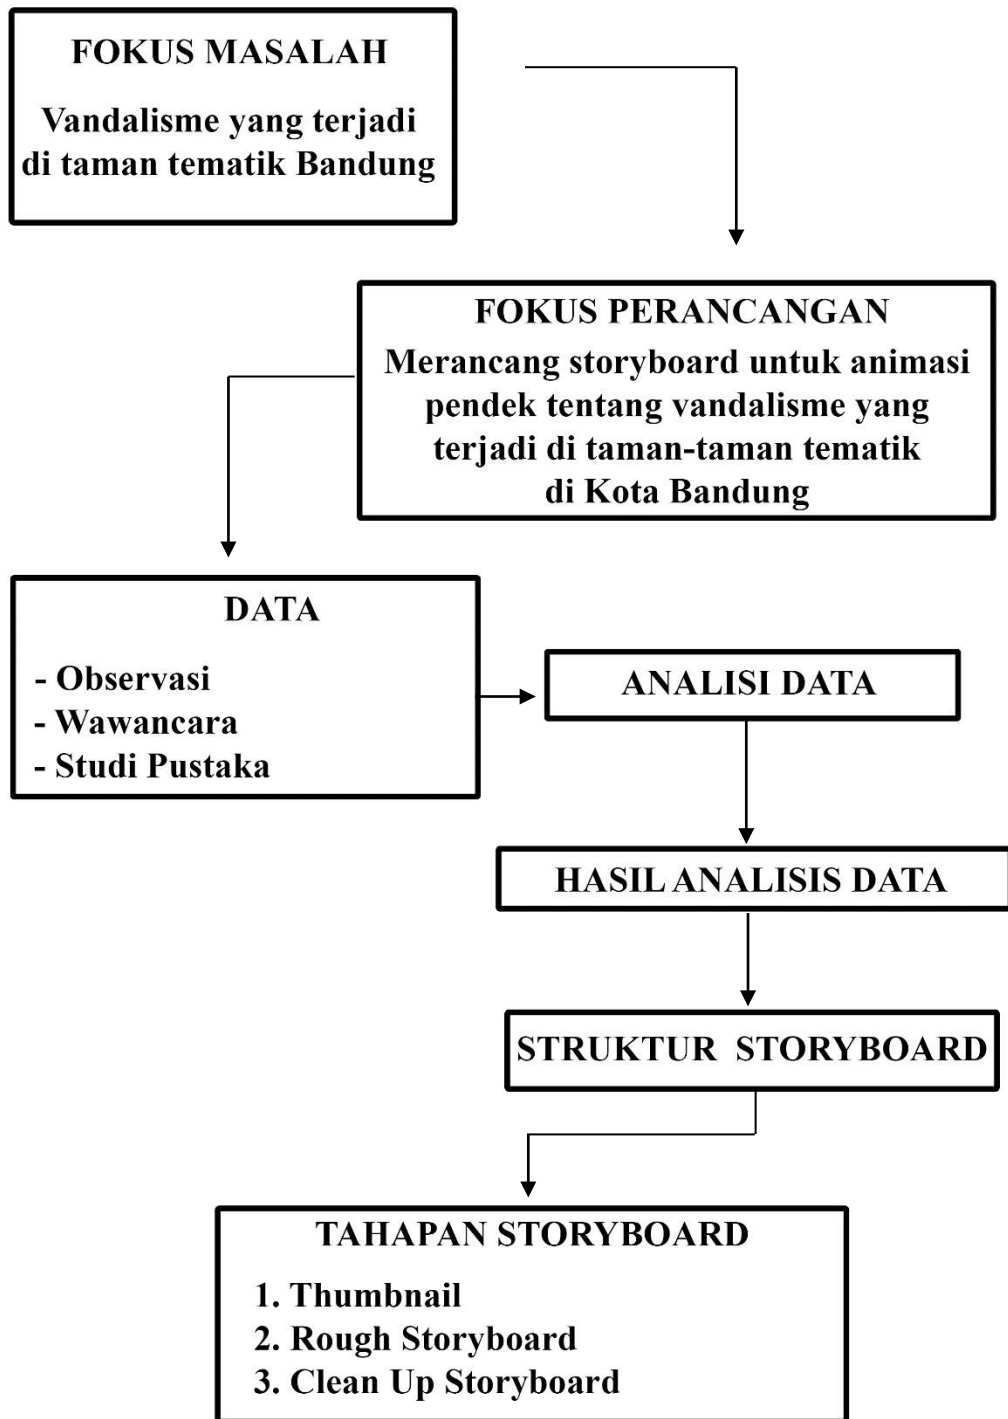 FOKUS MASALAH
Vandalisme yang terjadi
di taman tematik Bandung
FOKUS PERANCANGAN
Merancang storyboard untuk animasi
pendek tentang vandalisme yang
terjadi di taman-taman tematik
di Kota Bandung
DATA
- Observasi
- Wawancara
- Studi Pustaka
ANALISI DATA
HASIL ANALISIS DATA
STRUKTUR STORYBOARD
TAHAPAN STORYBOARD
1. Thumbnail
2. Rough Storyboard
3. Clean Up Storyboard